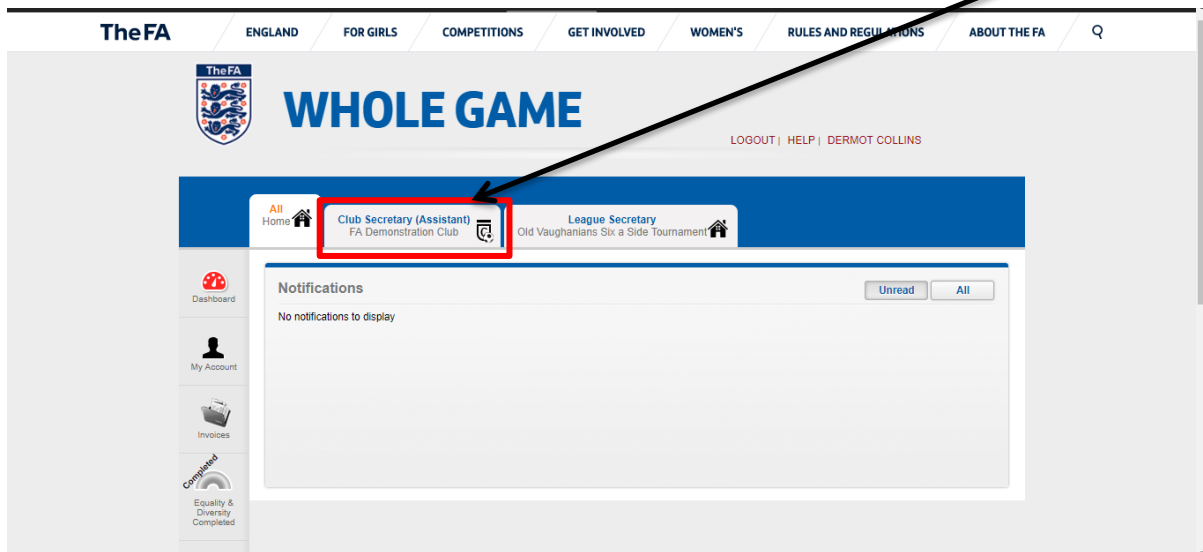 TheFA ENGLAND FOR GIRLS COMPETITIONS GET INVOLVED WOMEN'S RULES AND REGULATIONS ABOUT THE FA
TheFA
WHOLE GAME
LOGOUT | HELP | DERMOT COLLINS
All
Home
Club Secretary (Assistant)
FA Demonstration Club
League Secretary
Old Vaughanians Six a Side Tournament
Dashboard
My Account
Invoices
Completed
Equality &
Diversity
Completed
Notifications
Unread All
No notifications to display